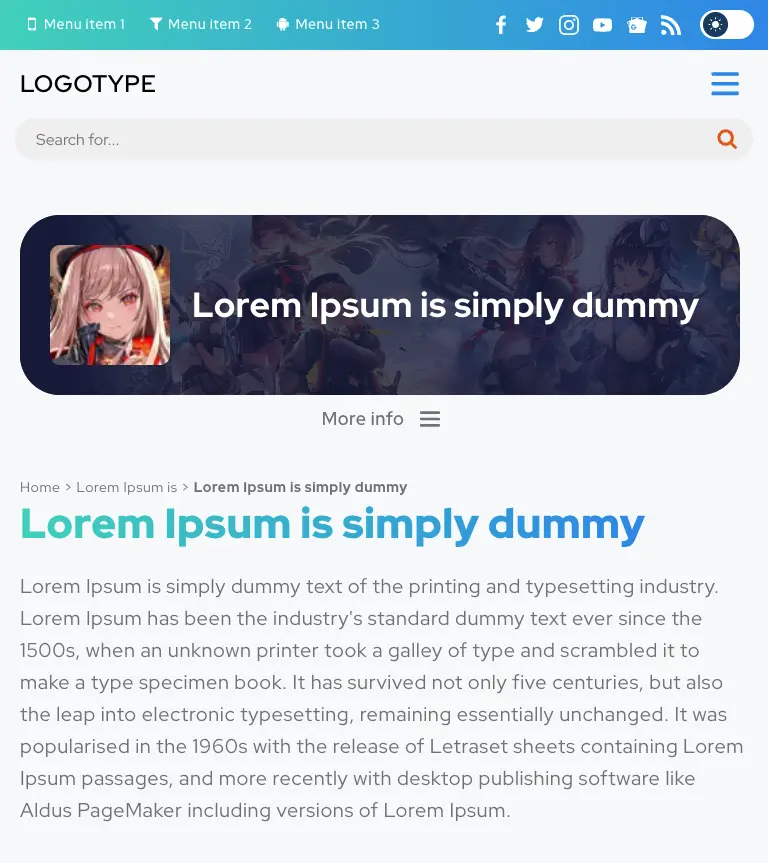 Menu item 1 Menu item 2 Menu item 3
LOGOTYPE
Search for...
Lorem Ipsum is simply dummy
More info
Home > Lorem Ipsum is > Lorem Ipsum is simply dummy
Lorem Ipsum is simply dummy
Lorem Ipsum is simply dummy text of the printing and typesetting industry.
Lorem Ipsum has been the industry's standard dummy text ever since the
1500s, when an unknown printer took a galley of type and scrambled it to
make a type specimen book. It has survived not only five centuries, but also
the leap into electronic typesetting, remaining essentially unchanged. It was
popularised in the 1960s with the release of Letraset sheets containing Lorem
Ipsum passages, and more recently with desktop publishing software like
Aldus PageMaker including versions of Lorem Ipsum.